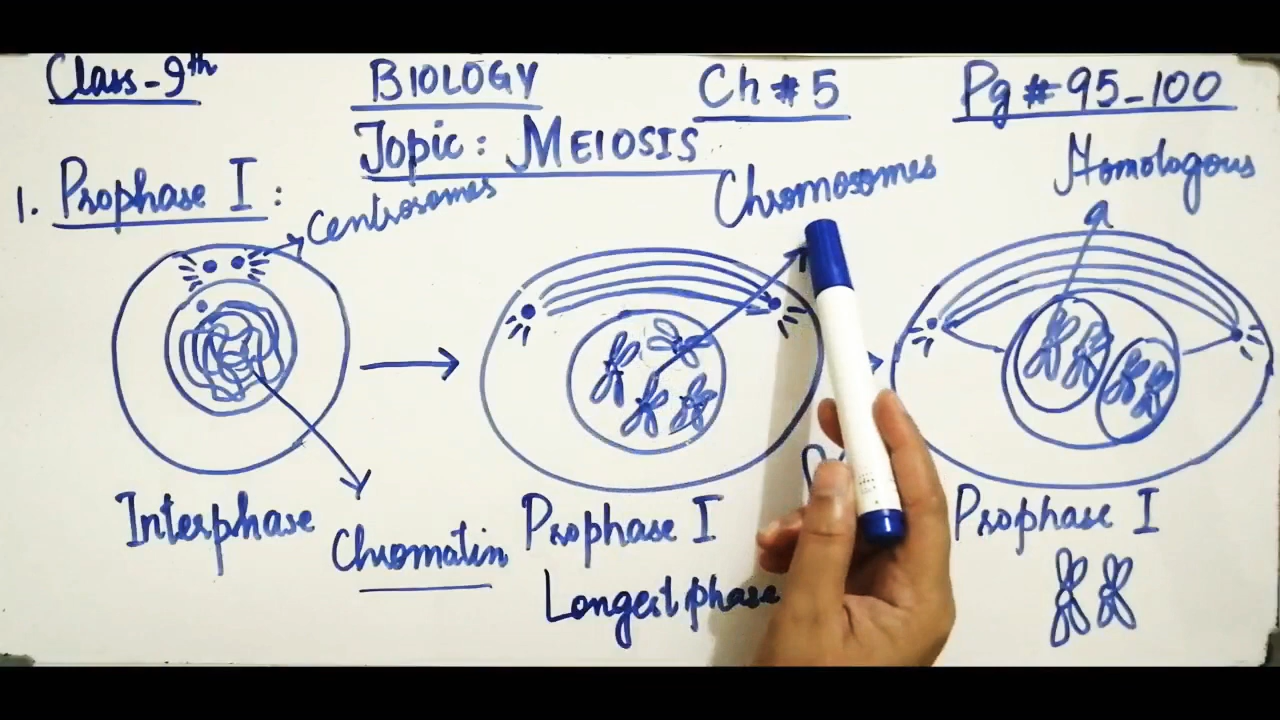 Class-9th BIOLOGY Ch # 5 Pg # 95-100
Topic: MEIOSIS
1. Prophase I :
Centrosomes
Chromosomes
Homologous
Interphase
Chromatin
Prophase I
Longest phase
Prophase I